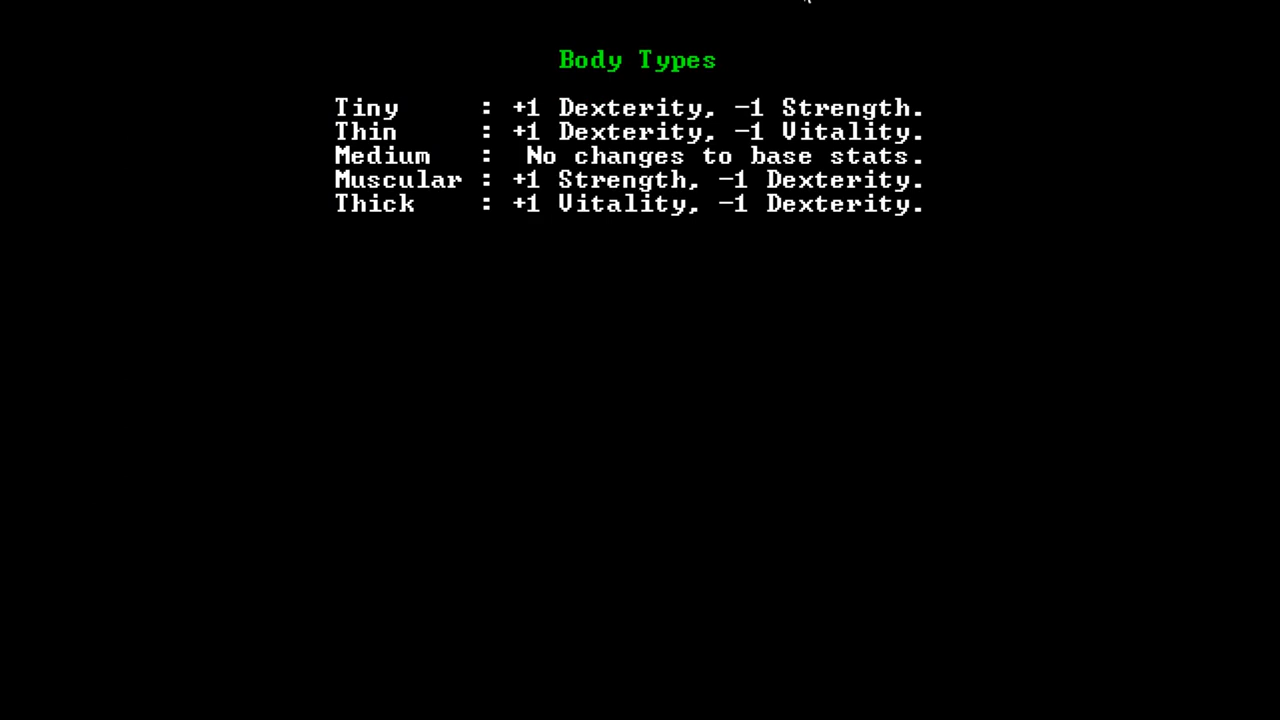 Body Types
Tiny : +1 Dexterity, -1 Strength.
Thin : +1 Dexterity, -1 Vitality.
Medium : No changes to base stats.
Muscular : +1 Strength, -1 Dexterity.
Thick : +1 Vitality, -1 Dexterity.